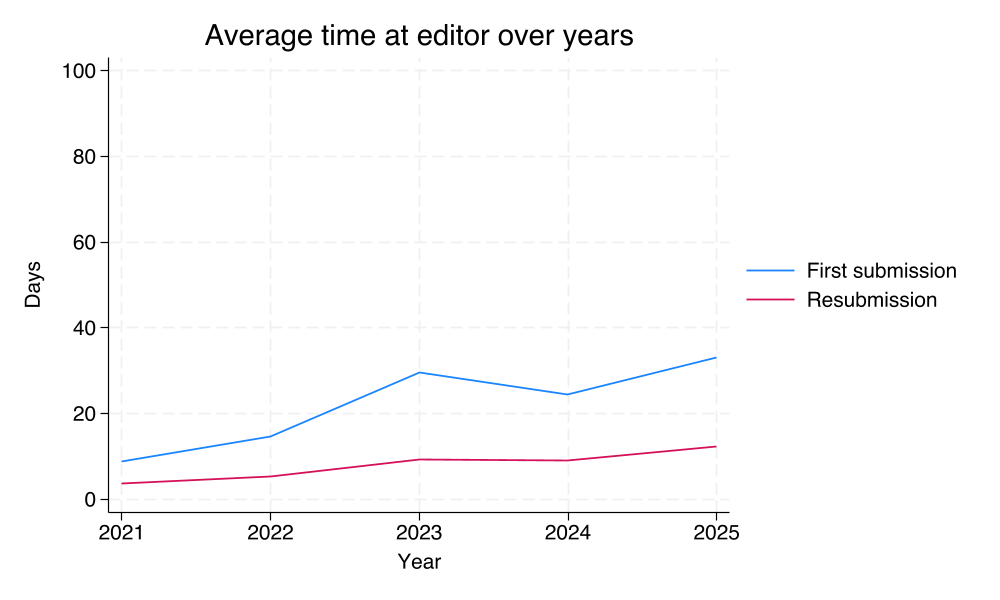 Average time at editor over years
100
80
60
40
20
0
Days
2021 2022 2023 2024 2025
Year
First submission
Resubmission